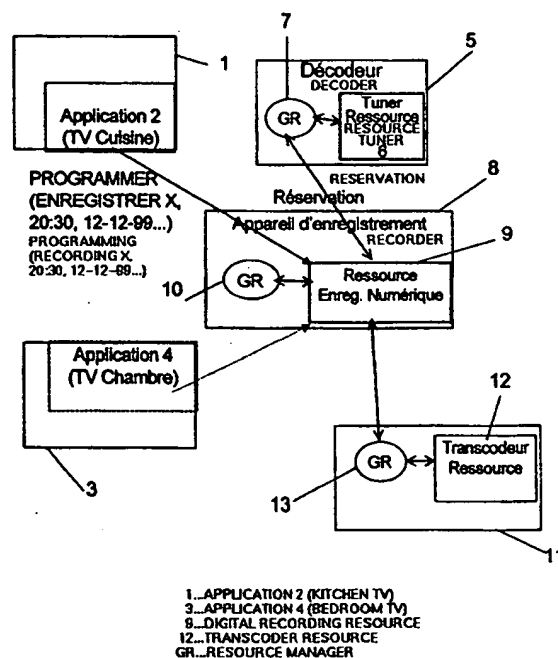 7
1
5
Décodeur
DECODER
Application 2
(TV Cuisine)
GR
Tuner
Ressource
RESOURCE
TUNER
6
RESERVATION
PROGRAMMER
(ENREGISTRER X,
20:30, 12-12-99...)
PROGRAMMING
(RECORDING X,
20:30, 12-12-89...)
Réservation
8
Appareil d'enregistrement
RECORDER
9
10
GR
Ressource
Enreg. Numérique
Application 4
(TV Chambre)
12
3
GR
13
Transcodeur
Ressource
11
1...APPLICATION 2 (KITCHEN TV)
3...APPLICATION 4 (BEDROOM TV)
9...DIGITAL RECORDING RESOURCE
12...TRANSCODER RESOURCE
GR...RESOURCE MANAGER